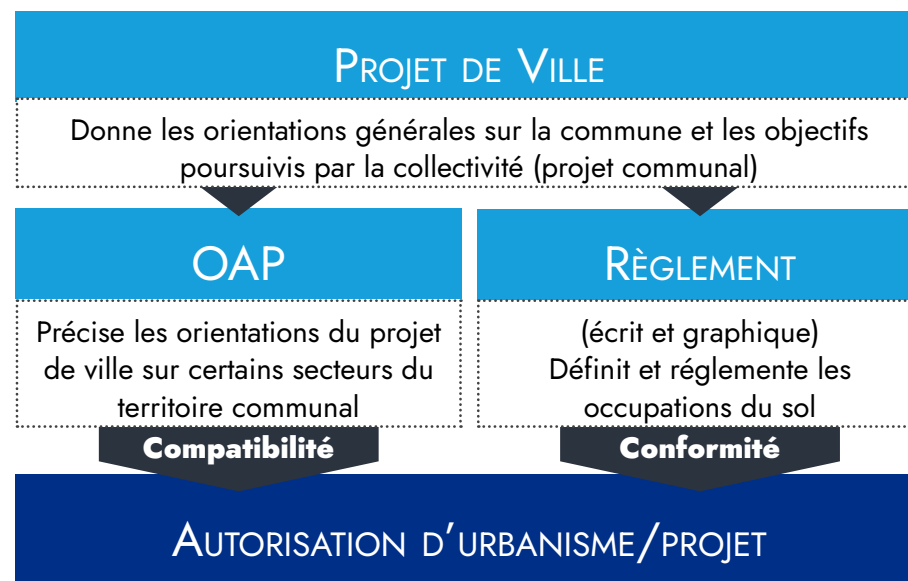 Projet de Ville
Donne les orientations générales sur la commune et les objectifs
poursuivis par la collectivité (projet communal)
OAP
Précise les orientations du projet
de ville sur certains secteurs du
territoire communal
Compatibilité
Règlement
(écrit et graphique)
Définit et réglemente les
occupations du sol
Conformité
Autorisation d'urbanisme/projet